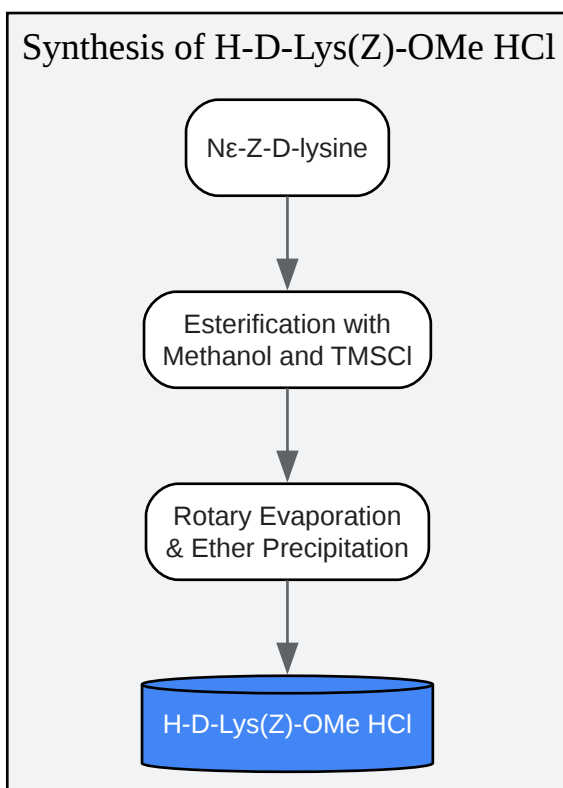 Synthesis of H-D-Lys(Z)-OMe HCl
Nε-Z-D-lysine
Esterification with
Methanol and TMSCl
Rotary Evaporation
& Ether Precipitation
H-D-Lys(Z)-OMe HCl